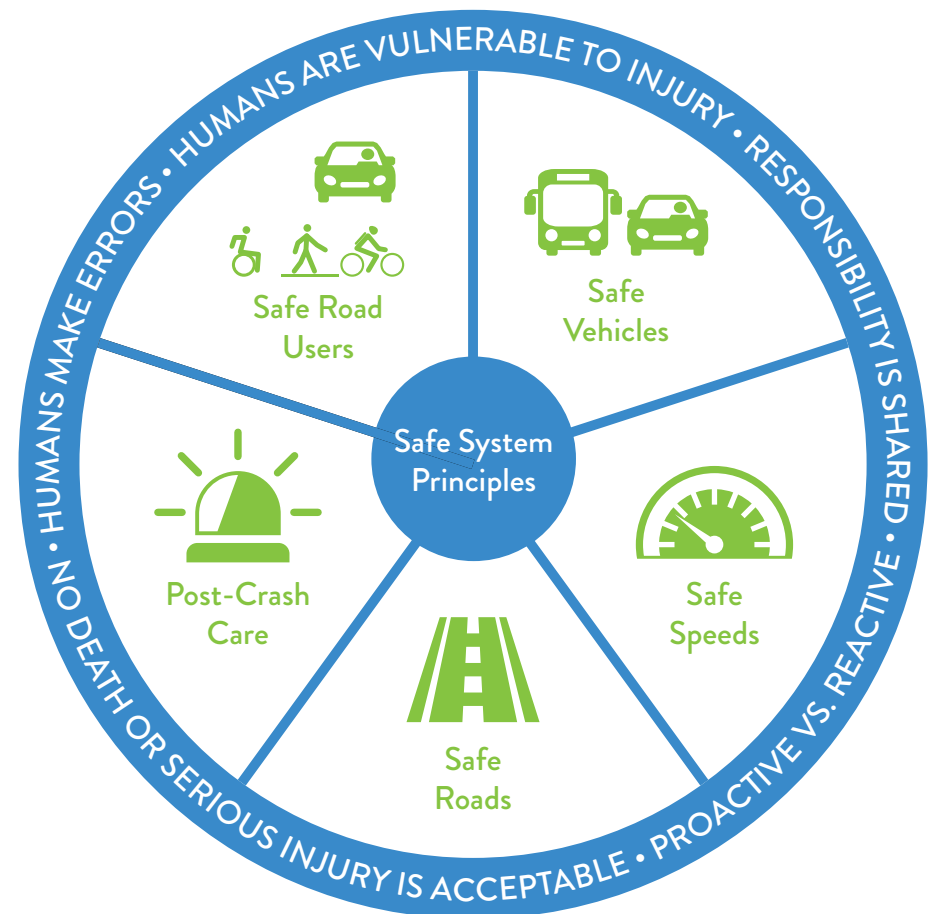 HUMANS MAKE ERRORS • HUMANS ARE VULNERABLE TO INJURY • RESPONSIBILITY IS SHARED • PROACTIVE VS. REACTIVE • NO DEATH OR SERIOUS INJURY IS ACCEPTABLE •
Safe Road
Users
Safe
Vehicles
Safe System
Principles
Post-Crash
Care
Safe
Speeds
Safe
Roads